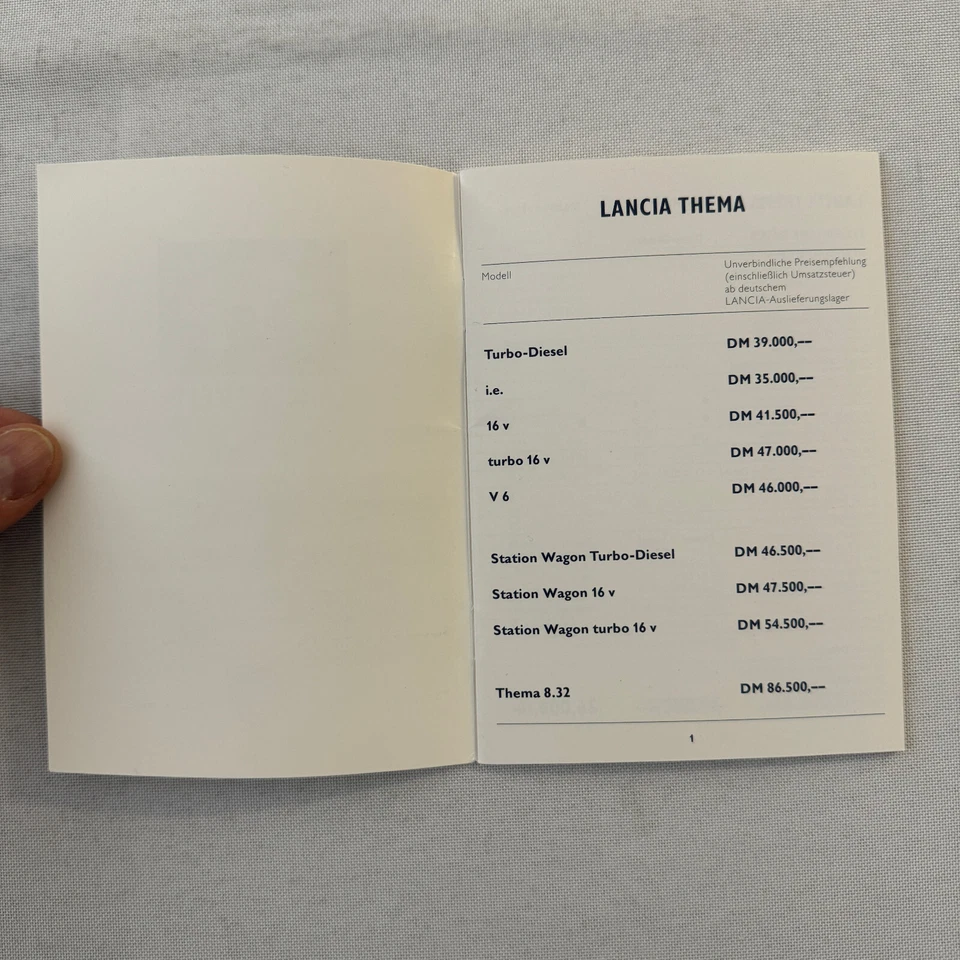 LANCIA THEMA
Modell
Unverbindliche Preisempfehlung
(einschließlich Umsatzsteuer)
ab deutschem
LANCIA-Auslieferungslager
Turbo-Diesel DM 39.000,—
i.e. DM 35.000,—
16 v DM 41.500,—
turbo 16 v DM 47.000,—
V 6 DM 46.000,—
Station Wagon Turbo-Diesel DM 46.500,—
Station Wagon 16 v DM 47.500,—
Station Wagon turbo 16 v DM 54.500,—
Thema 8.32 DM 86.500,—
1